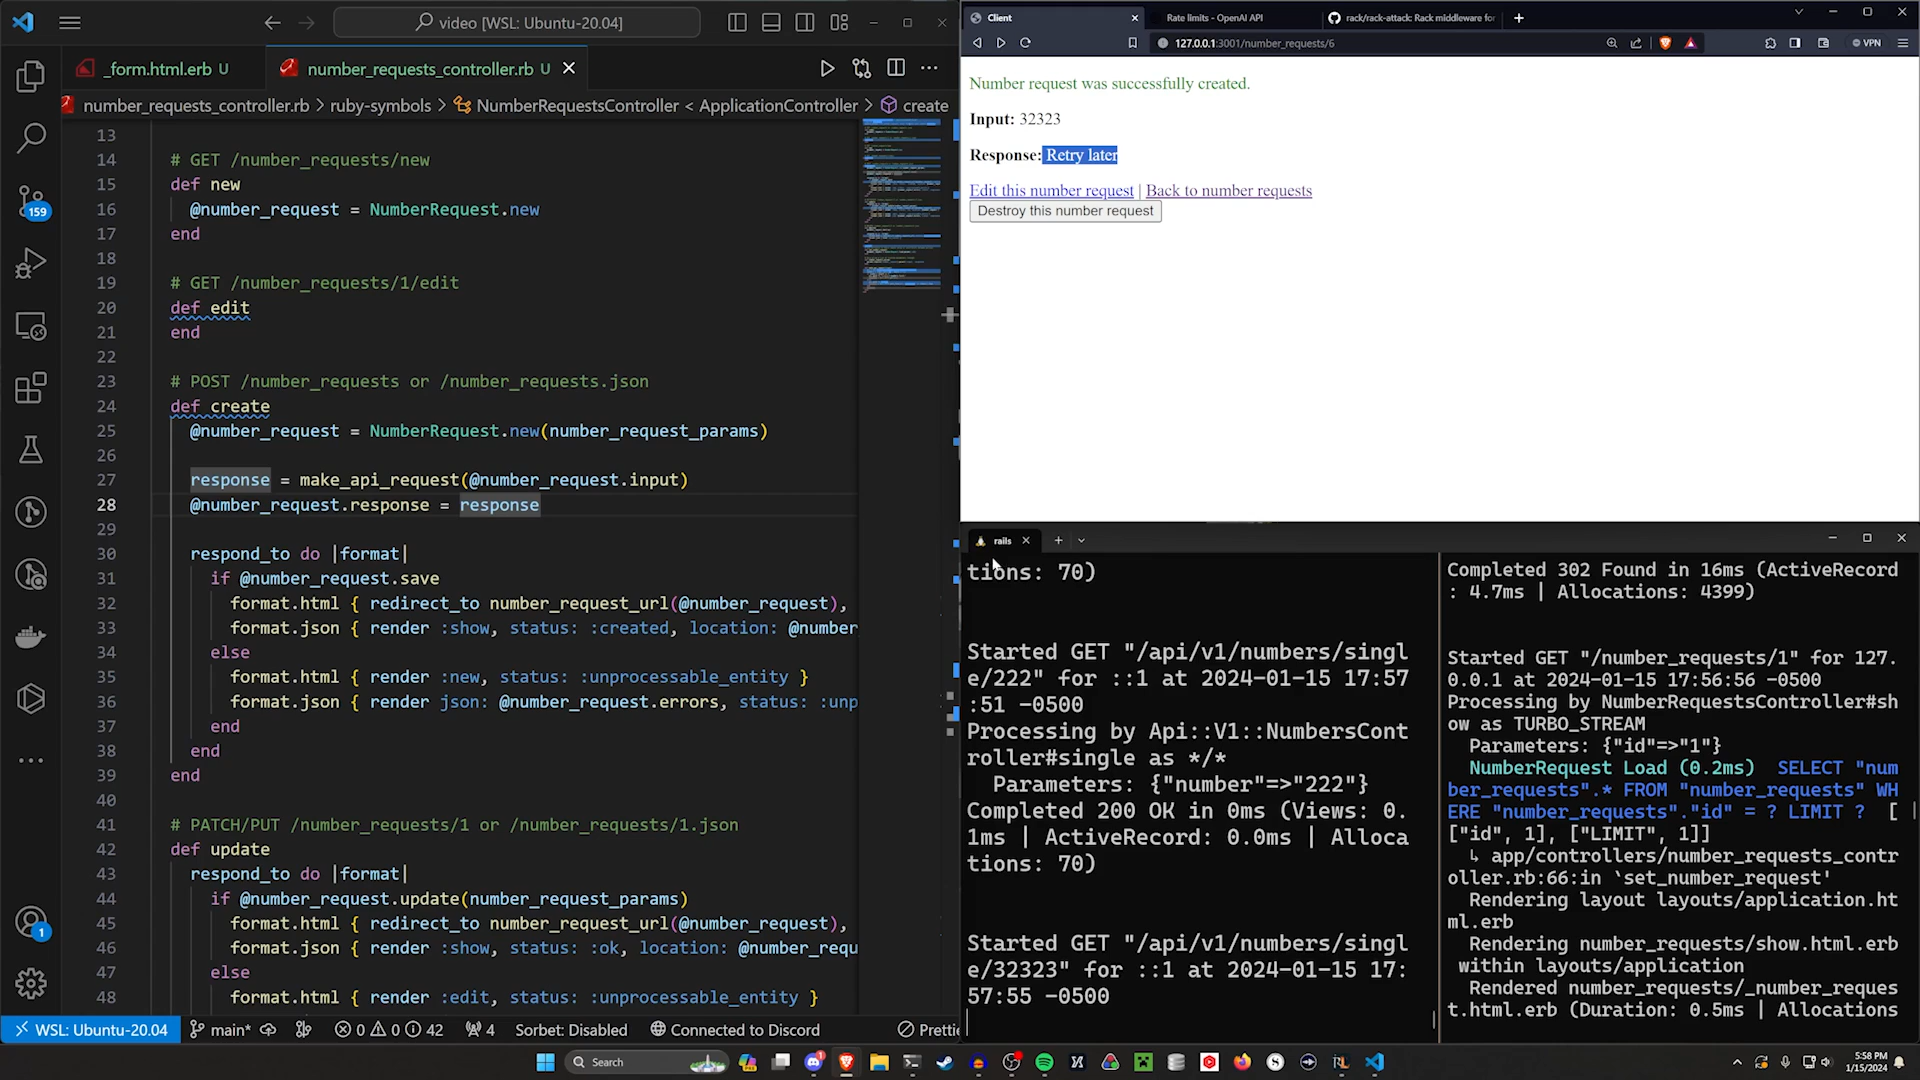 video [WSL: Ubuntu-20.04]
_form.html.erb U
number_requests_controller.rb U
number_requests_controller.rb > ruby-symbols > NumberRequestsController < ApplicationController > create
13
14 # GET /number_requests/new
15 def new
16 @number_request = NumberRequest.new
17 end
18
19 # GET /number_requests/1/edit
20 def edit
21 end
22
23 # POST /number_requests or /number_requests.json
24 def create
25 @number_request = NumberRequest.new(number_request_params)
26
27 response = make_api_request(@number_request.input)
28 @number_request.response = response
29
30 respond_to do |format|
31 if @number_request.save
32 format.html { redirect_to number_request_url(@number_request),
33 format.json { render :show, status: :created, location: @number
34 else
35 format.html { render :new, status: :unprocessable_entity }
36 format.json { render json: @number_request.errors, status: :unp
37 end
38 end
39 end
40
41 # PATCH/PUT /number_requests/1 or /number_requests/1.json
42 def update
43 respond_to do |format|
44 if @number_request.update(number_request_params)
45 format.html { redirect_to number_request_url(@number_request),
46 format.json { render :show, status: :ok, location: @number_requ
47 else
48 format.html { render :edit, status: :unprocessable_entity }
159
1
WSL: Ubuntu-20.04 main* 0 0 42 4 Sorbet: Disabled Connected to Discord Prettie
Client
Rate limits - OpenAI API
rack/rack-attack: Rack middleware for
127.0.0.1:3001/number_requests/6
VPN
Number request was successfully created.
Input: 32323
Response: Retry later
Edit this number request | Back to number requests
Destroy this number request
rails
tions: 70)
Started GET "/api/v1/numbers/singl
e/222" for ::1 at 2024-01-15 17:57
:51 -0500
Processing by Api::V1::NumbersCont
roller#single as */*
Parameters: {"number"=>"222"}
Completed 200 OK in 0ms (Views: 0.
1ms | ActiveRecord: 0.0ms | Alloca
tions: 70)
Started GET "/api/v1/numbers/singl
e/32323" for ::1 at 2024-01-15 17:
57:55 -0500
Completed 302 Found in 16ms (ActiveRecord
: 4.7ms | Allocations: 4399)
Started GET "/number_requests/1" for 127.
0.0.1 at 2024-01-15 17:56:56 -0500
Processing by NumberRequestsController#sh
ow as TURBO_STREAM
Parameters: {"id"=>"1"}
NumberRequest Load (0.2ms) SELECT "num
ber_requests".* FROM "number_requests" WH
ERE "number_requests"."id" = ? LIMIT ? [
["id", 1], ["LIMIT", 1]]
↳ app/controllers/number_requests_contr
oller.rb:66:in `set_number_request'
Rendering layout layouts/application.ht
ml.erb
Rendering number_requests/show.html.erb
within layouts/application
Rendered number_requests/_number_reques
t.html.erb (Duration: 0.5ms | Allocations
Search
5:58 PM
1/15/2024